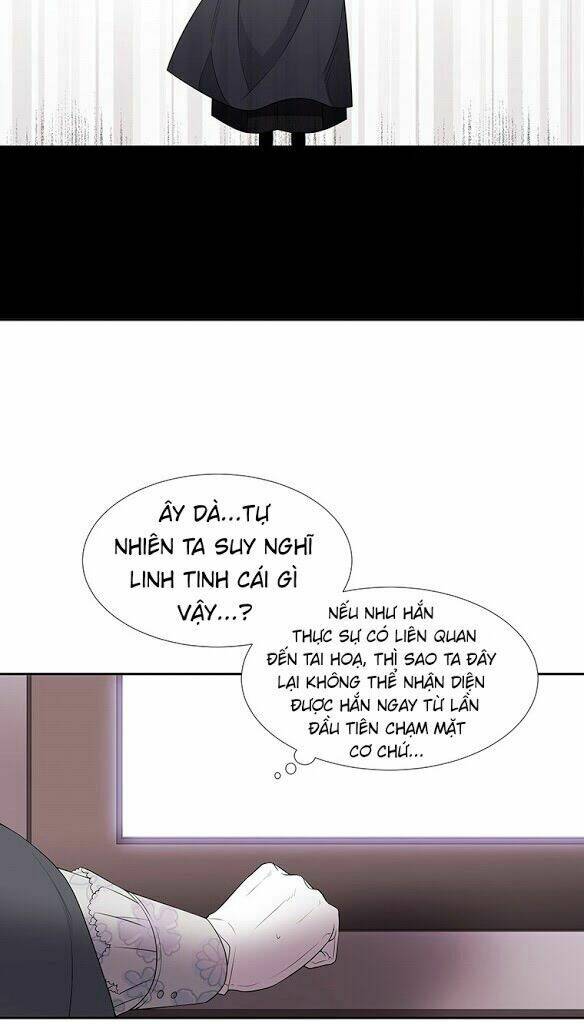 ÂY DÀ...TỰ
NHIÊN TA SUY NGHĨ
LINH TINH CÁI GÌ
VẬY...?
NẾU NHƯ HẮN
THỰC SỰ CÓ LIÊN QUAN
ĐẾN TAI HOẠ, THÌ SAO TA ĐÂY
LẠI KHÔNG THỂ NHẬN DIỆN
ĐƯỢC HẮN NGAY TỪ LẦN
ĐẦU TIÊN CHẠM MẶT
CƠ CHỨ...